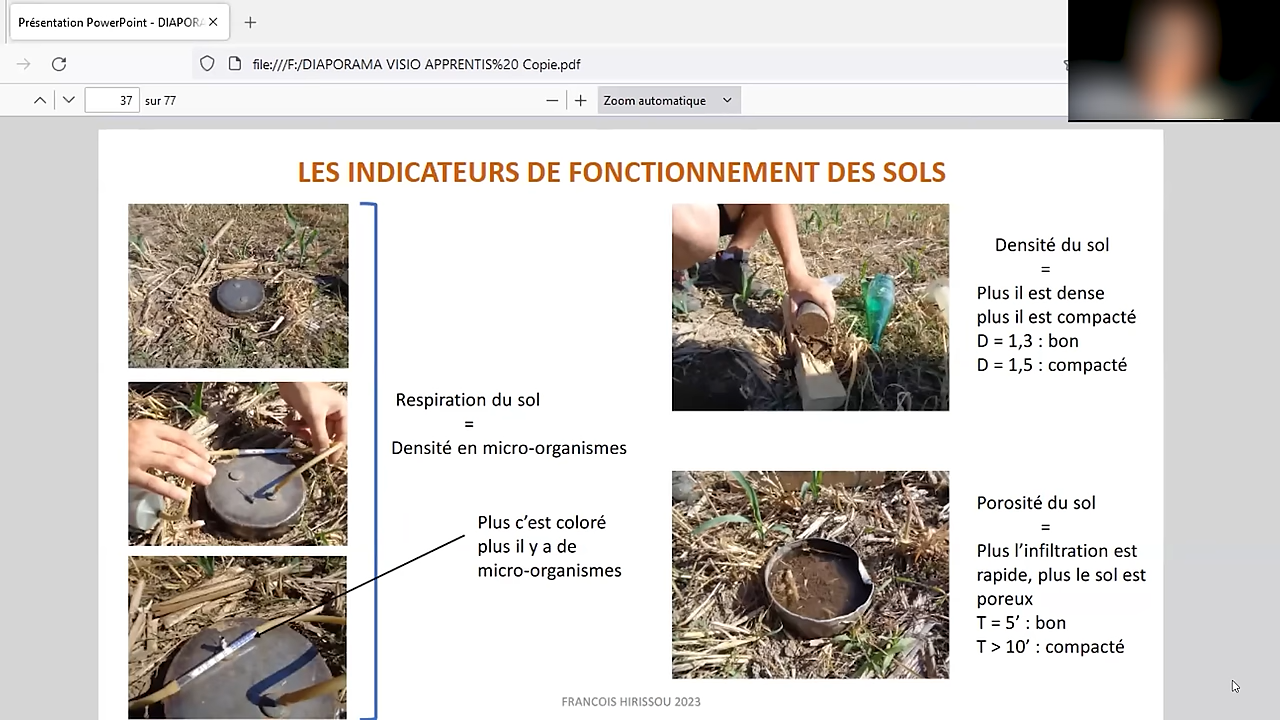 Présentation PowerPoint - DIAPORA
file:///F:/DIAPORAMA VISIO APPRENTIS%20 Copie.pdf
37 sur 77
Zoom automatique
LES INDICATEURS DE FONCTIONNEMENT DES SOLS
Respiration du sol
=
Densité en micro-organismes
Plus c’est coloré
plus il y a de
micro-organismes
Densité du sol
=
Plus il est dense
plus il est compacté
D = 1,3 : bon
D = 1,5 : compacté
Porosité du sol
=
Plus l’infiltration est
rapide, plus le sol est
poreux
T = 5’ : bon
T > 10’ : compacté
FRANCOIS HIRISSOU 2023